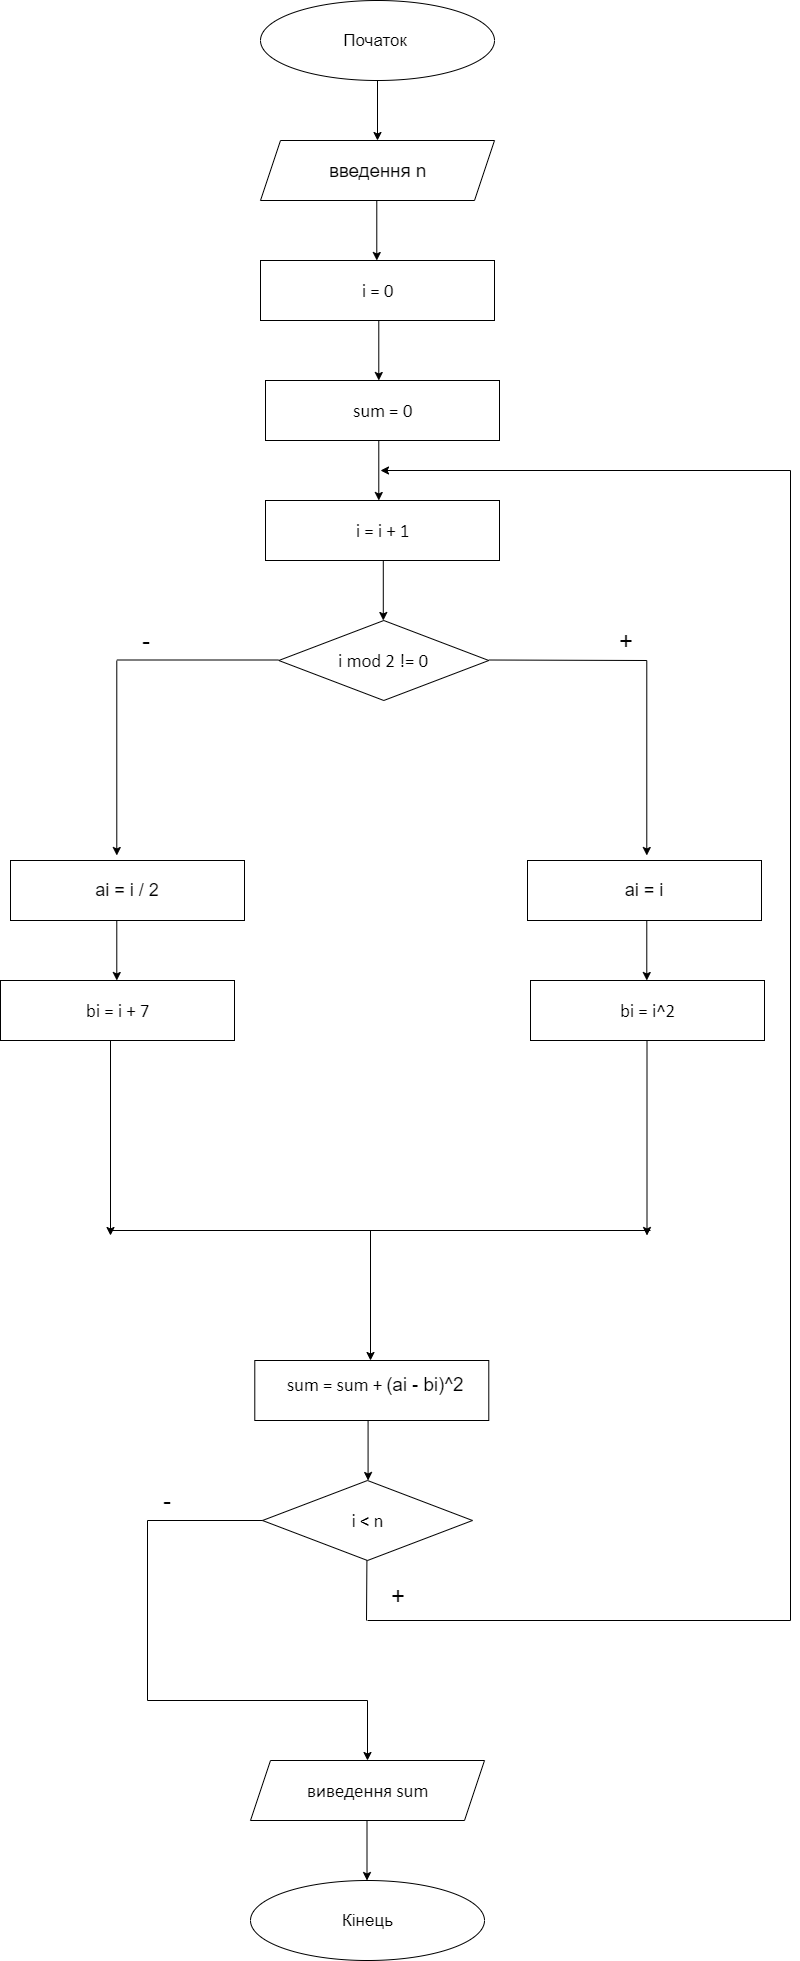 Початок
введення n
i = 0
sum = 0
i = i + 1
i mod 2 != 0
-
+
ai = i / 2
ai = i
bi = i + 7
bi = i^2
sum = sum + (ai - bi)^2
-
i < n
+
виведення sum
Кінець